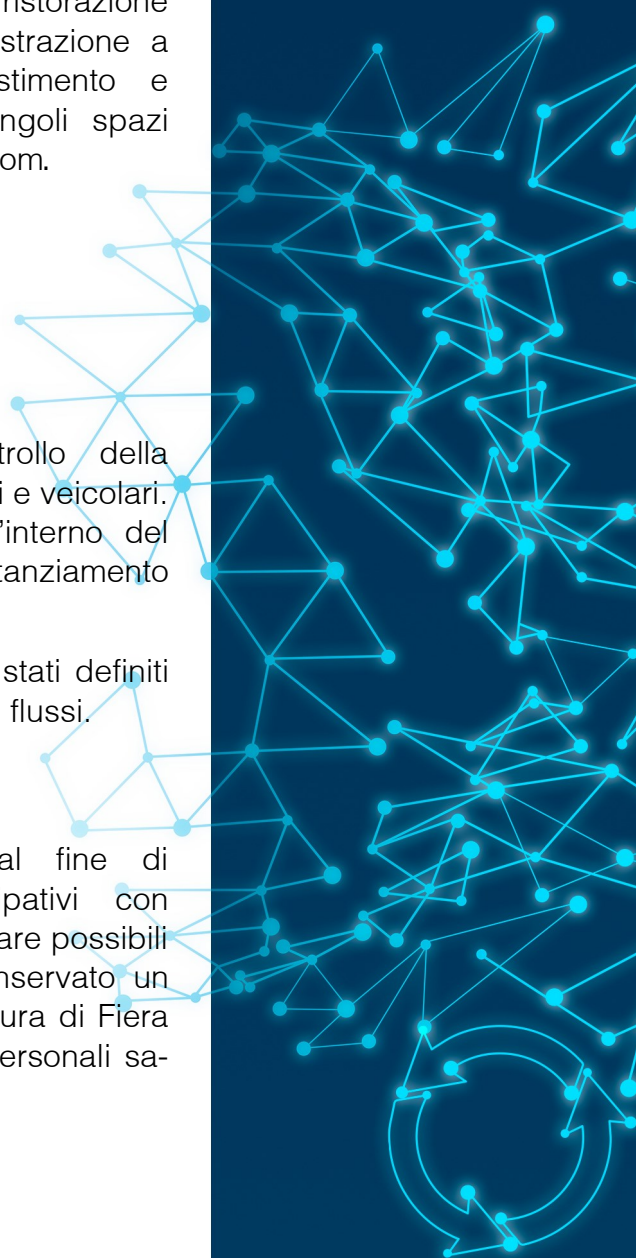 ristorazione
strazione a
stimento e
ngoli spazi
om.
trollo della
i e veicolari.
'interno del
tanziamento
stati definiti
flussi.
al fine di
pativi con
are possibili
nservato un
ura di Fiera
ersonali sa-